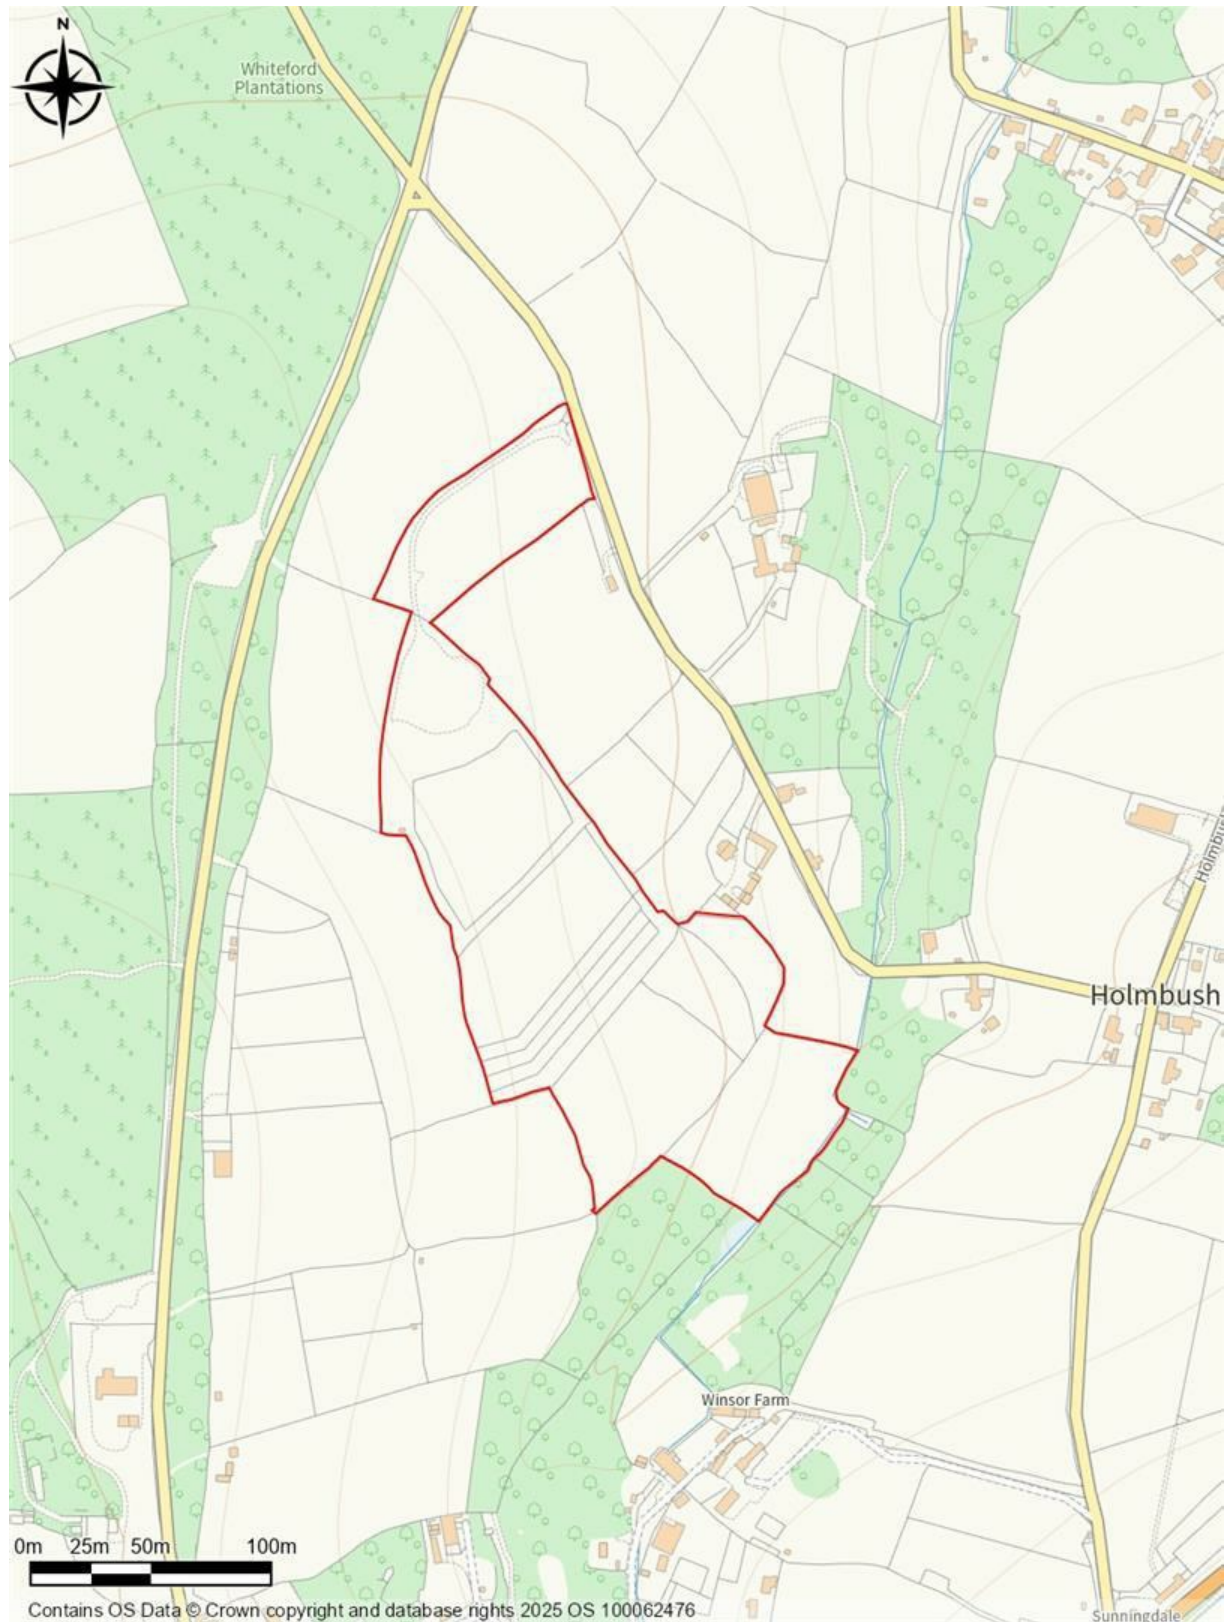 N
Whiteford
Plantations
Holmbus
Holmbush
Winsor Farm
0m 25m 50m 100m
Contains OS Data © Crown copyright and database rights 2025 OS 100062476
Sunningdale